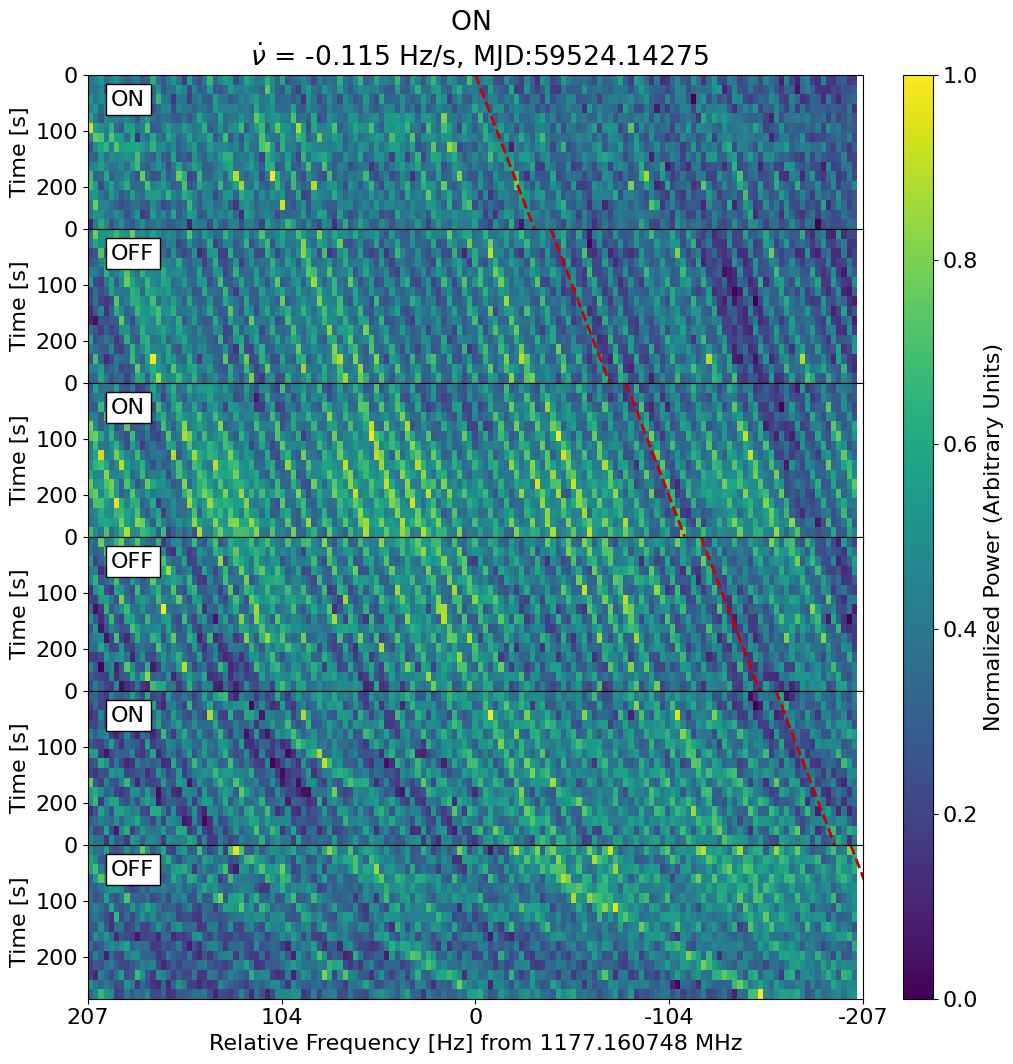 ON
ν̇ = -0.115 Hz/s, MJD:59524.14275
0
100
200
Time [s]
ON
0
100
200
Time [s]
OFF
0
100
200
Time [s]
ON
0
100
200
Time [s]
OFF
0
100
200
Time [s]
ON
0
100
200
Time [s]
OFF
207 104 0 -104 -207
Relative Frequency [Hz] from 1177.160748 MHz
1.0
0.8
0.6
0.4
0.2
0.0
Normalized Power (Arbitrary Units)